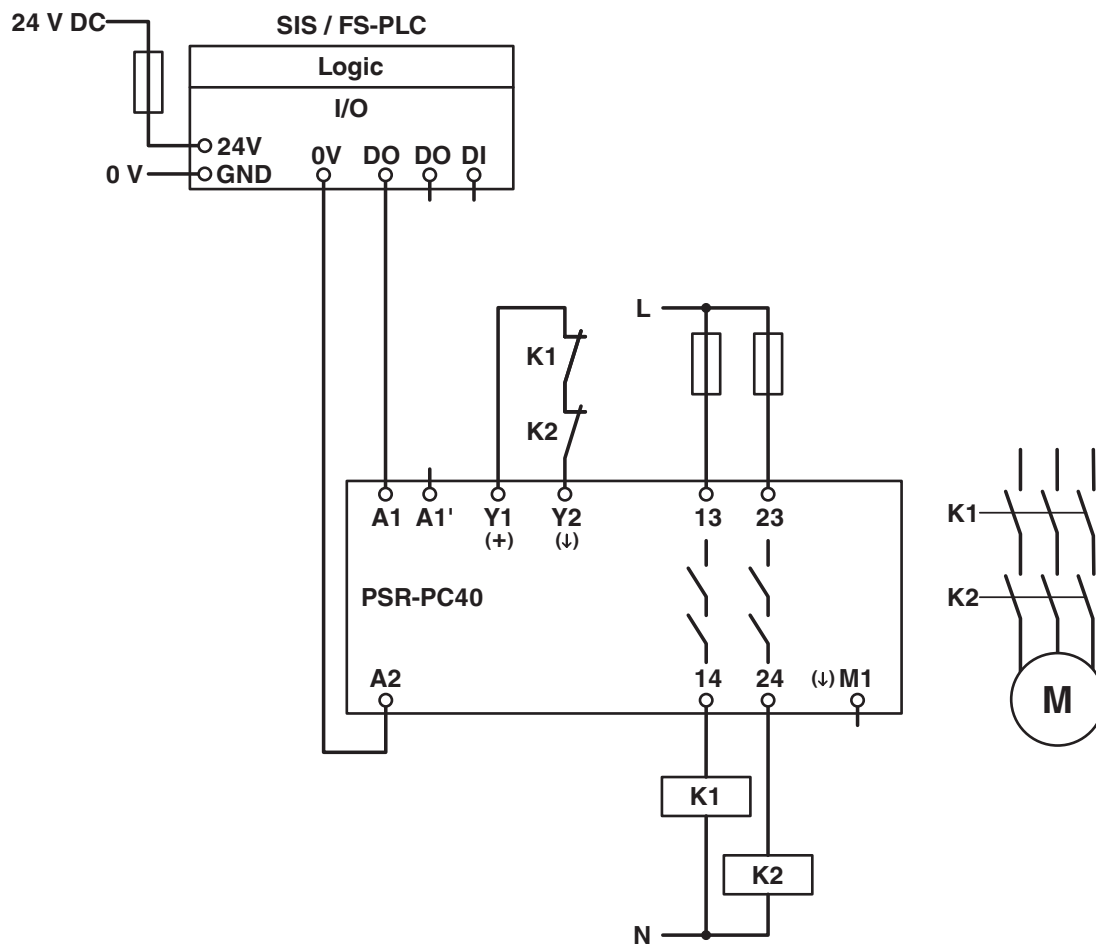 24 V DC
SIS / FS-PLC
Logic
I/O
24V
0V DO DO DI
0 V
GND
L
K1
K2
A1 A1' Y1 Y2 13 23
(+) (↓)
K1
PSR-PC40
K2
A2 14 24 (↓) M1
M
K1
K2
N